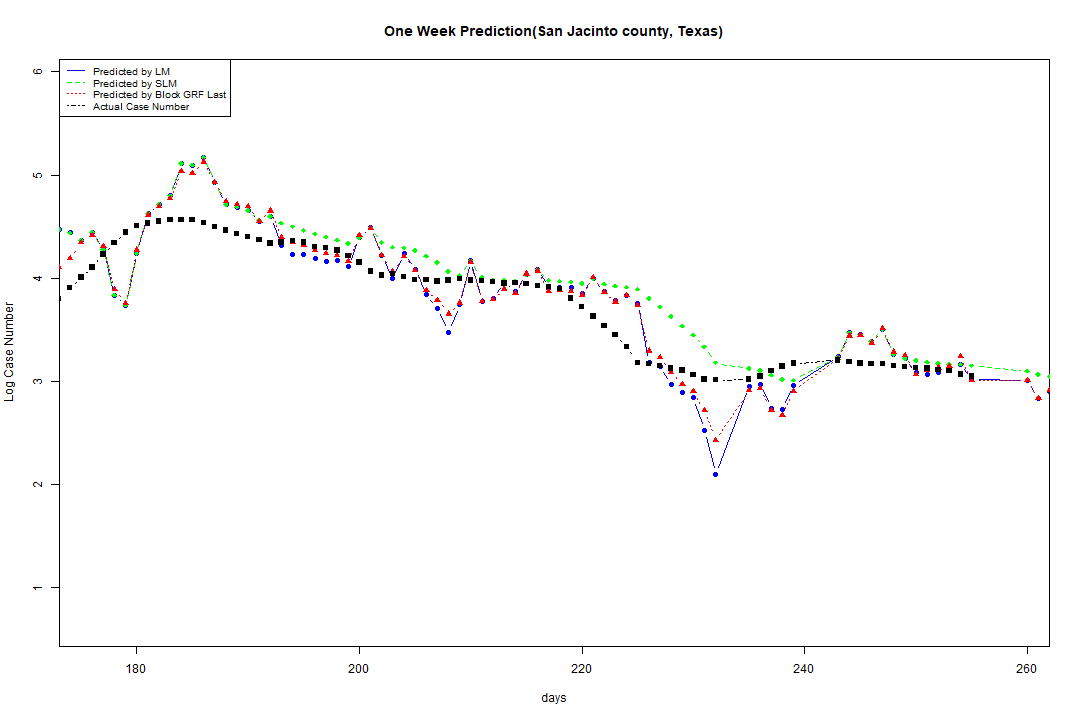 One Week Prediction(San Jacinto county, Texas)
Predicted by LM
Predicted by SLM
Predicted by Block GRF Last
Actual Case Number
6
5
4
3
2
1
Log Case Number
180 200 220 240 260
days